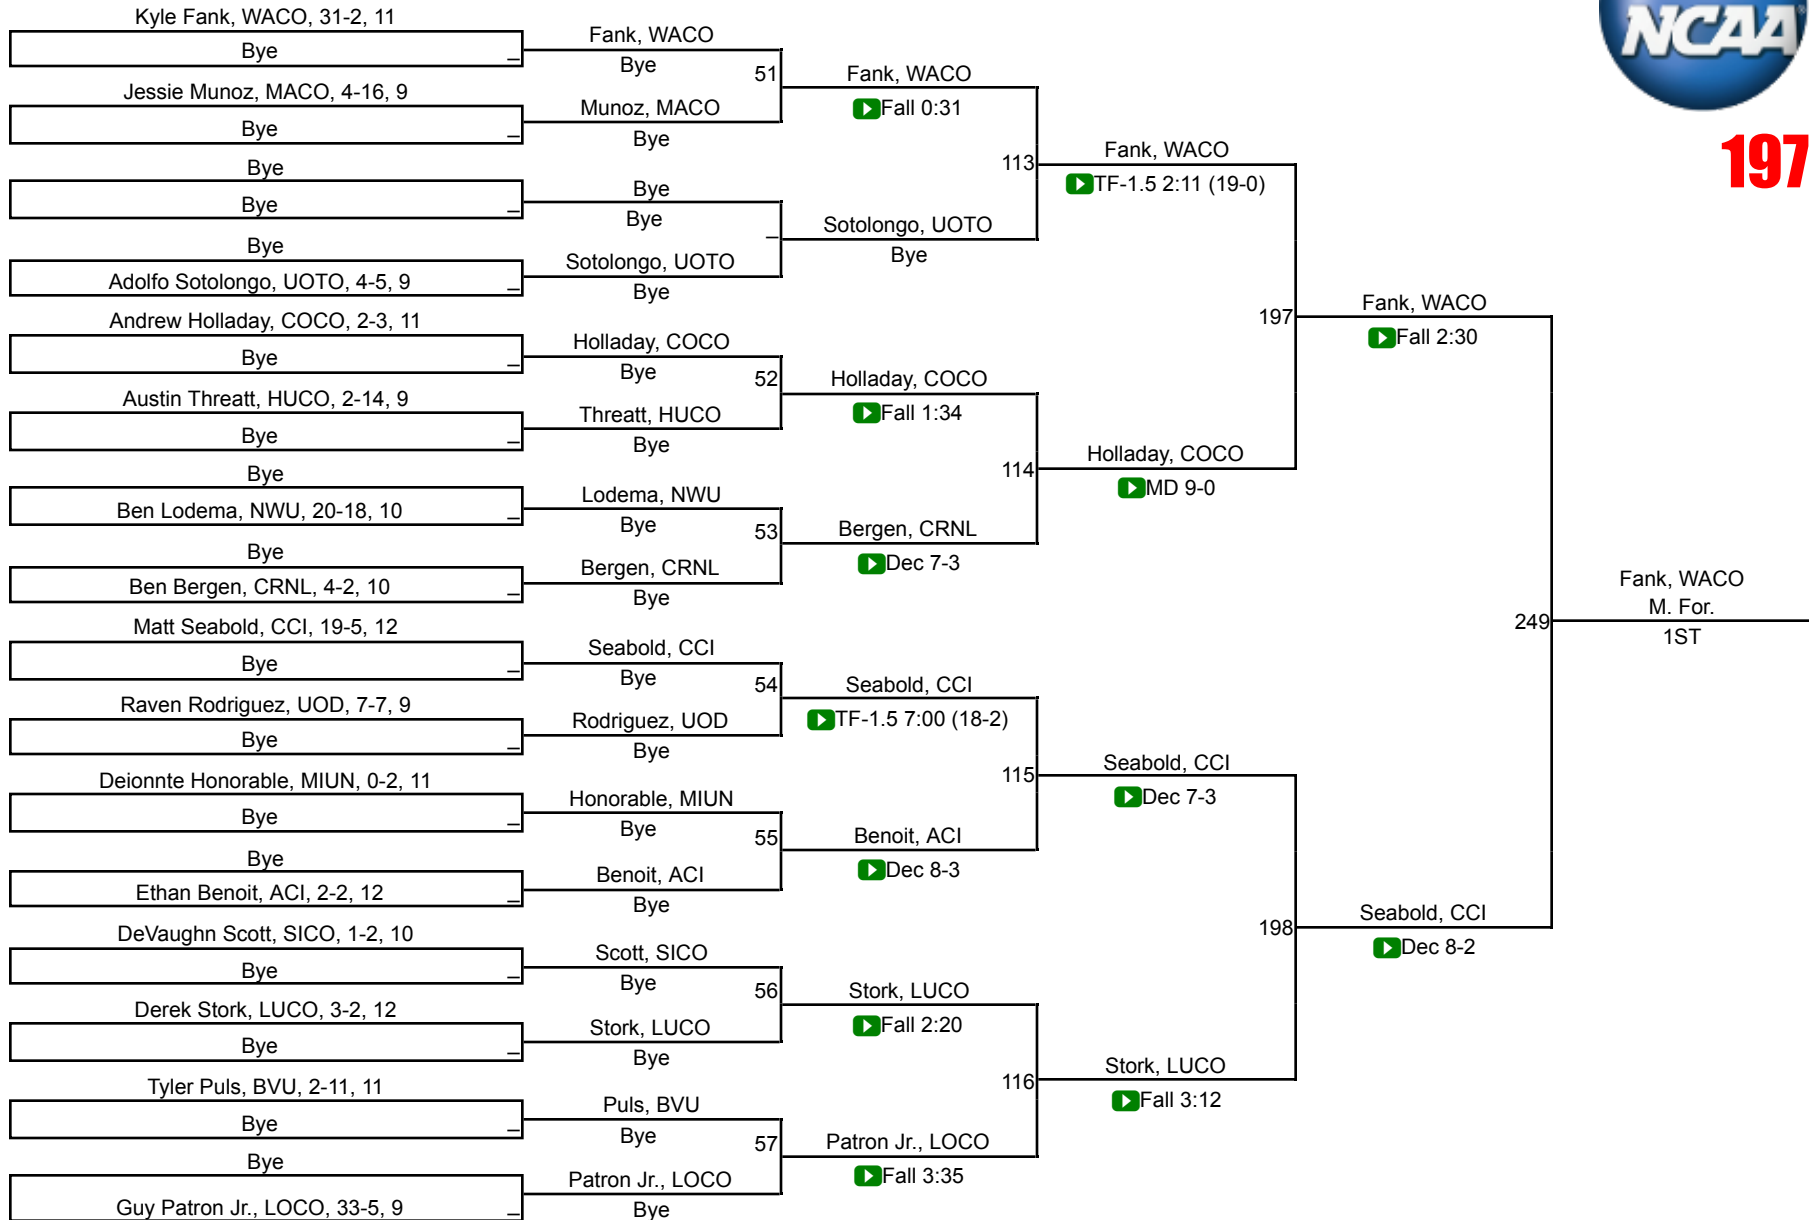 NCAA
197
Kyle Fank, WACO, 31-2, 11
Bye
_
Jessie Munoz, MACO, 4-16, 9
Bye
_
Bye
Bye
_
Bye
Adolfo Sotolongo, UOTO, 4-5, 9
_
Andrew Holladay, COCO, 2-3, 11
Bye
_
Austin Threatt, HUCO, 2-14, 9
Bye
_
Bye
Ben Lodema, NWU, 20-18, 10
_
Bye
Ben Bergen, CRNL, 4-2, 10
_
Matt Seabold, CCI, 19-5, 12
Bye
_
Raven Rodriguez, UOD, 7-7, 9
Bye
_
Deionnte Honorable, MIUN, 0-2, 11
Bye
_
Bye
Ethan Benoit, ACI, 2-2, 12
_
DeVaughn Scott, SICO, 1-2, 10
Bye
_
Derek Stork, LUCO, 3-2, 12
Bye
_
Tyler Puls, BVU, 2-11, 11
Bye
_
Bye
Guy Patron Jr., LOCO, 33-5, 9
_
Fank, WACO
Bye
51
Munoz, MACO
Bye
Bye
Bye
_
Sotolongo, UOTO
Bye
Holladay, COCO
Bye
52
Threatt, HUCO
Bye
Lodema, NWU
Bye
53
Bergen, CRNL
Bye
Seabold, CCI
Bye
54
Rodriguez, UOD
Bye
Honorable, MIUN
Bye
55
Benoit, ACI
Bye
Scott, SICO
Bye
56
Stork, LUCO
Bye
Puls, BVU
Bye
57
Patron Jr., LOCO
Bye
Fank, WACO
Fall 0:31
113
Sotolongo, UOTO
Bye
Holladay, COCO
Fall 1:34
114
Bergen, CRNL
Dec 7-3
Seabold, CCI
TF-1.5 7:00 (18-2)
115
Benoit, ACI
Dec 8-3
Stork, LUCO
Fall 2:20
116
Patron Jr., LOCO
Fall 3:35
Fank, WACO
TF-1.5 2:11 (19-0)
197
Holladay, COCO
MD 9-0
Seabold, CCI
Dec 7-3
198
Stork, LUCO
Fall 3:12
Fank, WACO
Fall 2:30
249
Seabold, CCI
Dec 8-2
Fank, WACO
M. For.
1ST